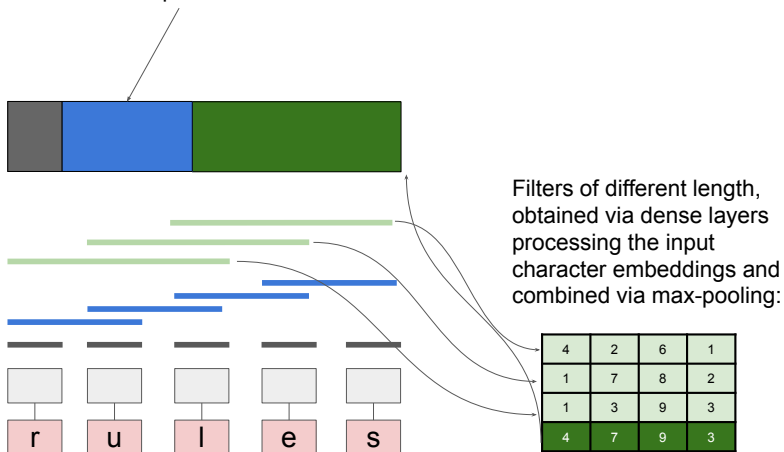 Filters of different length,
obtained via dense layers
processing the input
character embeddings and
combined via max-pooling:
4 2 6 1
1 7 8 2
1 3 9 3
4 7 9 3
r u l e s